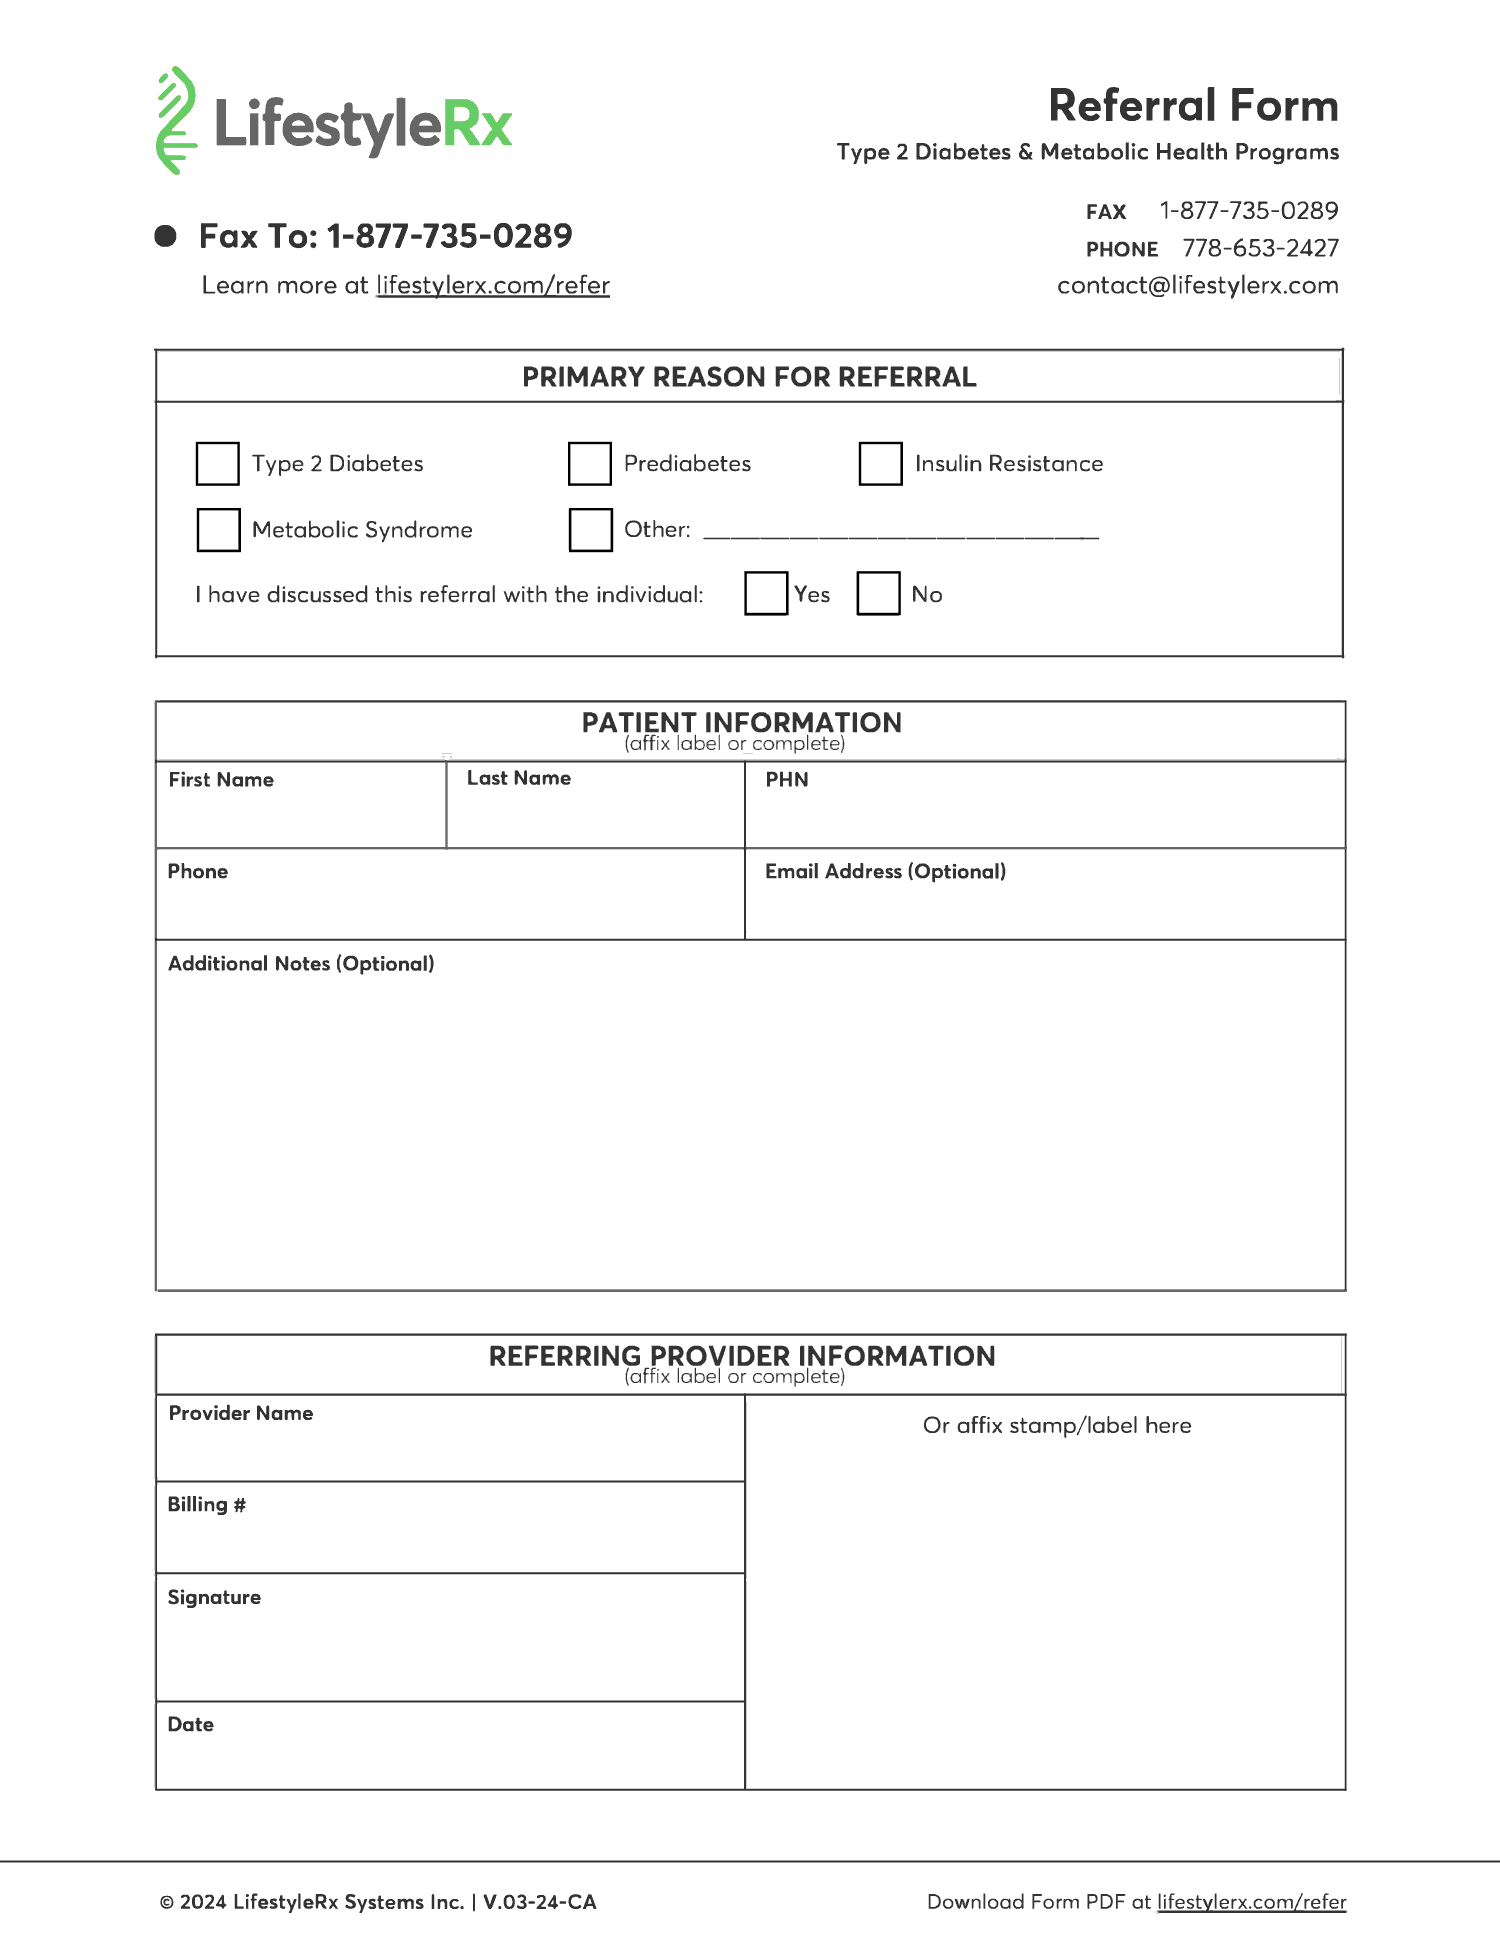 LifestyleRx
Referral Form
Type 2 Diabetes & Metabolic Health Programs
Fax To: 1-877-735-0289
Learn more at lifestylerx.com/refer
FAX 1-877-735-0289
PHONE 778-653-2427
contact@lifestylerx.com
PRIMARY REASON FOR REFERRAL
Type 2 Diabetes Prediabetes Insulin Resistance
Metabolic Syndrome Other: ____________________________
I have discussed this referral with the individual: Yes No
PATIENT INFORMATION
(affix label or complete)
First Name Last Name PHN
Phone Email Address (Optional)
Additional Notes (Optional)
REFERRING PROVIDER INFORMATION
(affix label or complete)
Provider Name
Or affix stamp/label here
Billing #
Signature
Date
© 2024 LifestyleRx Systems Inc. | V.03-24-CA
Download Form PDF at lifestylerx.com/refer